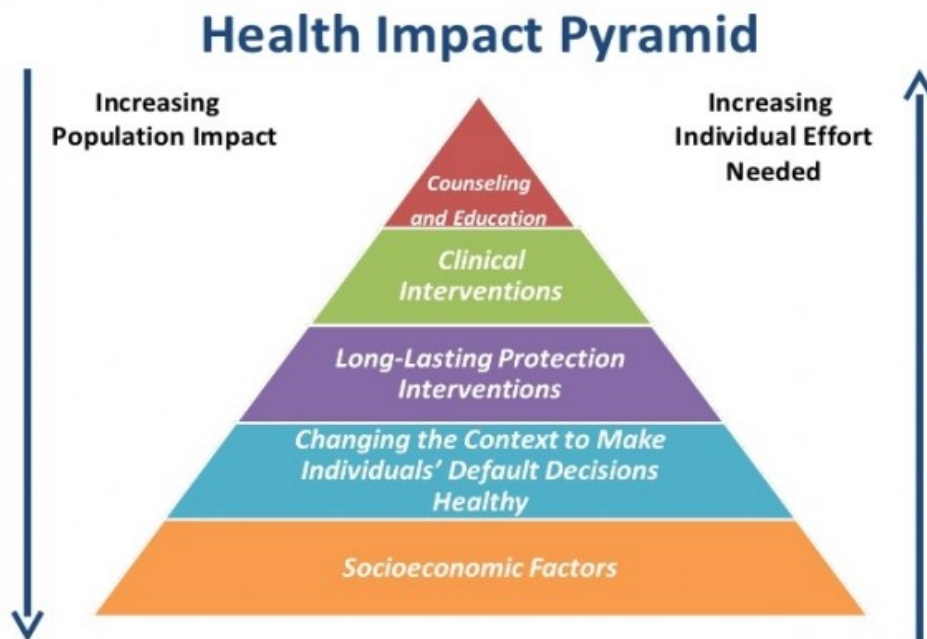 Health Impact Pyramid
Increasing
Population Impact
Increasing
Individual Effort
Needed
Counseling
and Education
Clinical
Interventions
Long-Lasting Protection
Interventions
Changing the Context to Make
Individuals’ Default Decisions
Healthy
Socioeconomic Factors